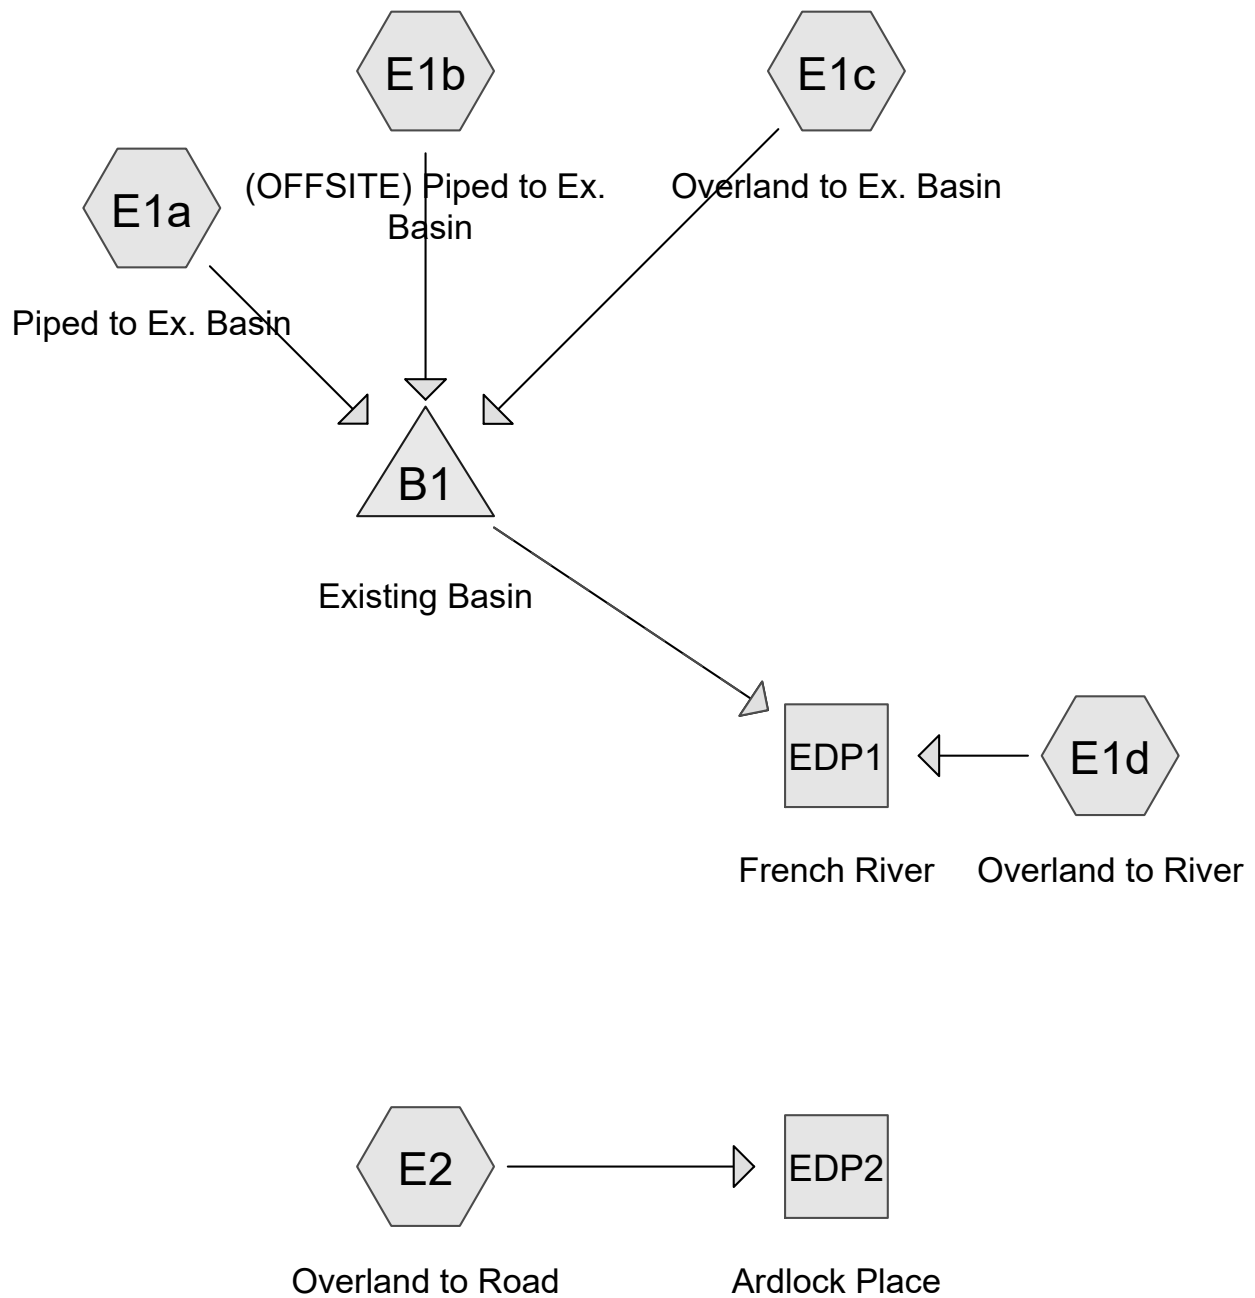 E1b
E1c
(OFFSITE) Piped to Ex.
Basin
Overland to Ex. Basin
E1a
Piped to Ex. Basin
B1
Existing Basin
EDP1
E1d
French River
Overland to River
E2
EDP2
Overland to Road
Ardlock Place